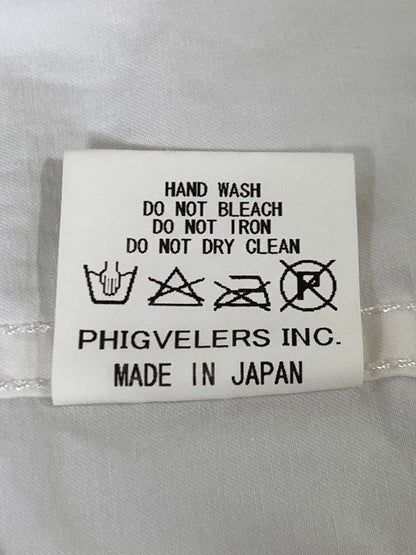 HAND WASH
DO NOT BLEACH
DO NOT IRON
DO NOT DRY CLEAN
P
PHIGVELERS INC.
MADE IN JAPAN